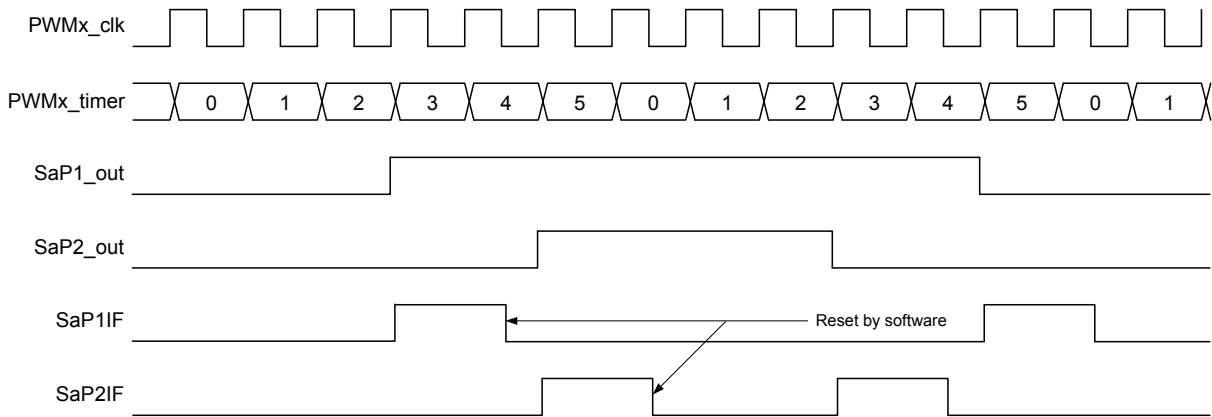 PWMx_clk
PWMx_timer 0 1 2 3 4 5 0 1 2 3 4 5 0 1
SaP1_out
SaP2_out
SaP1IF Reset by software
SaP2IF